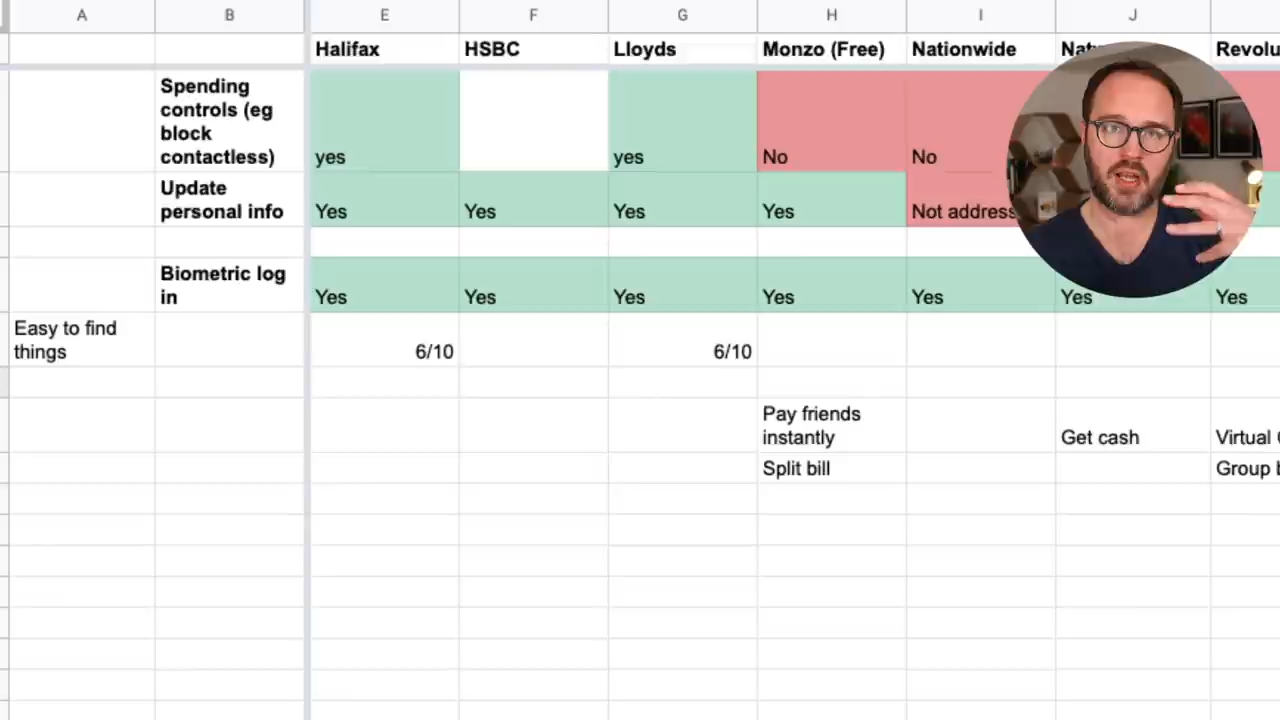 A B E F G H I J
Halifax HSBC Lloyds Monzo (Free) Nationwide
Spending
controls (eg
block
contactless) yes yes No No
Update
personal info Yes Yes Yes Yes Not address
Biometric log
in Yes Yes Yes Yes Yes Yes Yes
Easy to find
things 6/10 6/10
Pay friends
instantly Get cash Virtual
Split bill Group